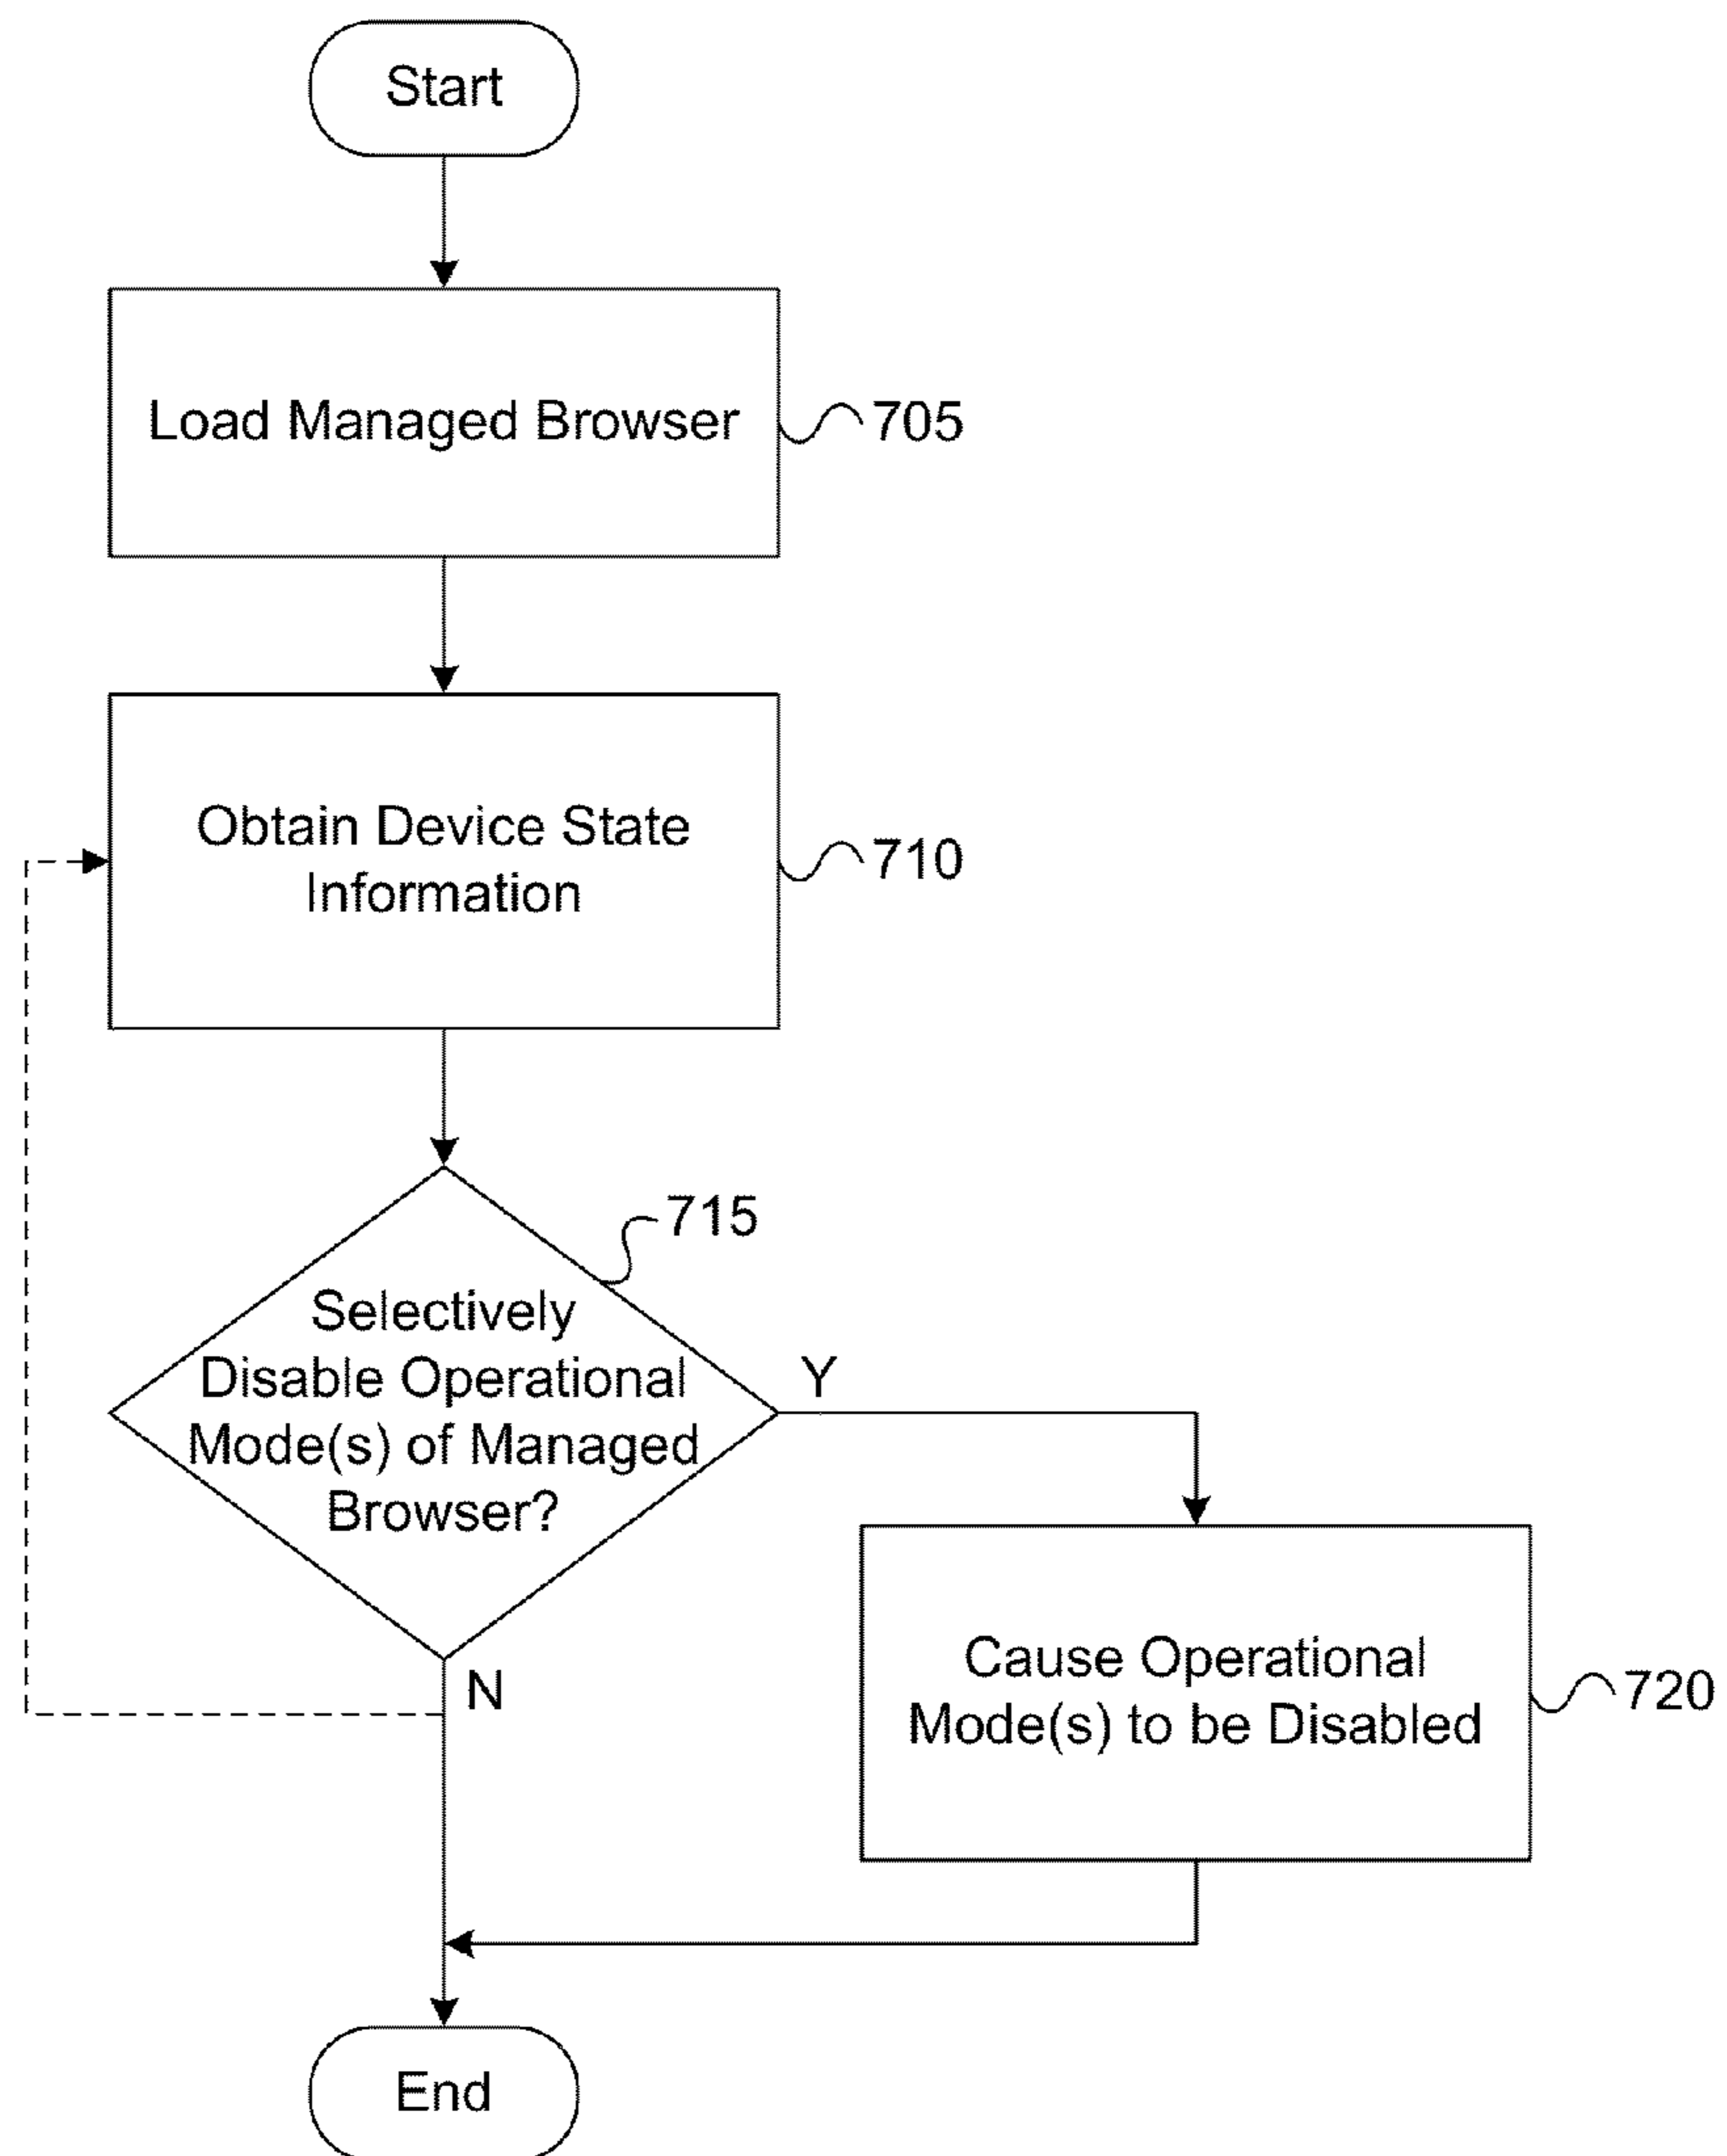 Start
Load Managed Browser
705
Obtain Device State
Information
710
715
Selectively
Disable Operational
Mode(s) of Managed
Browser?
Y
N
Cause Operational
Mode(s) to be Disabled
720
End